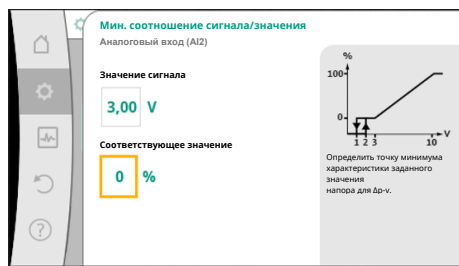 Мин. соотношение сигнала/значения
Аналоговый вход (AI2)
Значение сигнала
3,00 V
Соответствующее значение
0 %
%
100
0
1 2 3 10 V
Определить точку минимума
характеристики заданного
значения
напора для Δp-v.
?